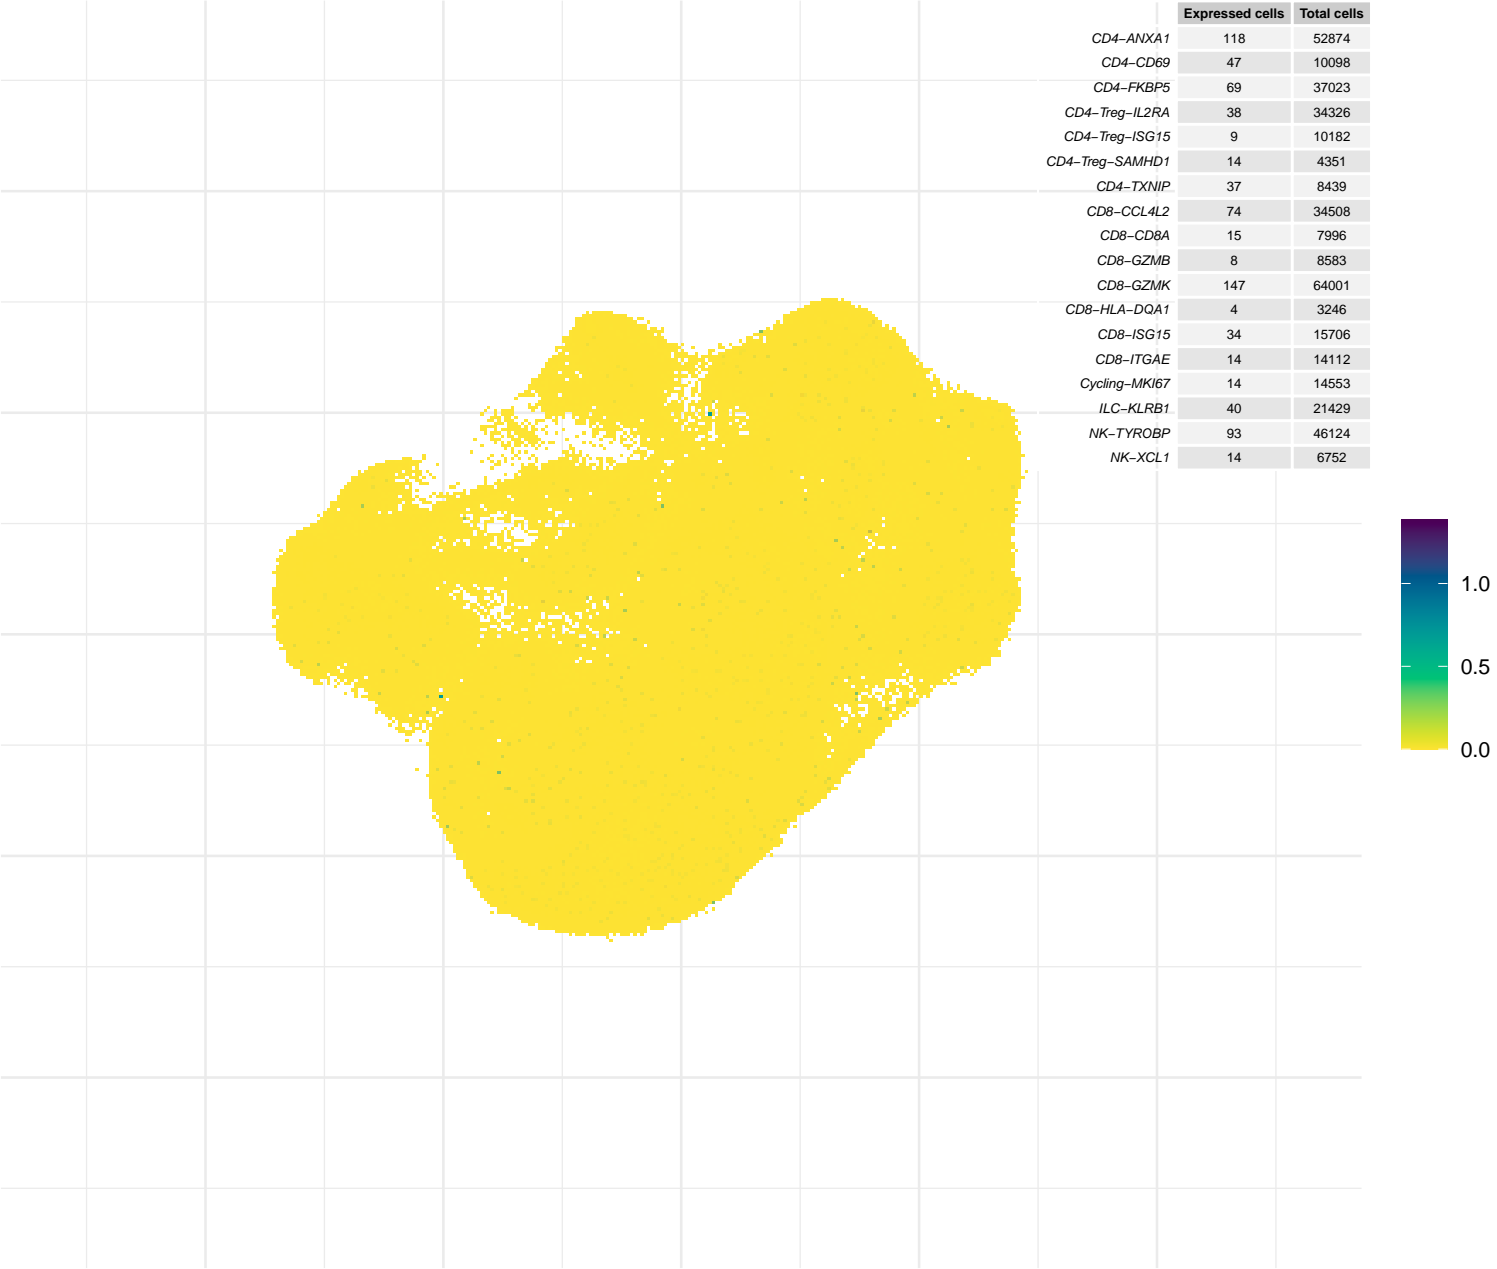 Expressed cells Total cells
CD4−ANXA1 118 52874
CD4−CD69 47 10098
CD4−FKBP5 69 37023
CD4−Treg−IL2RA 38 34326
CD4−Treg−ISG15 9 10182
CD4−Treg−SAMHD1 14 4351
CD4−TXNIP 37 8439
CD8−CCL4L2 74 34508
CD8−CD8A 15 7996
CD8−GZMB 8 8583
CD8−GZMK 147 64001
CD8−HLA−DQA1 4 3246
CD8−ISG15 34 15706
CD8−ITGAE 14 14112
Cycling−MKI67 14 14553
ILC−KLRB1 40 21429
NK−TYROBP 93 46124
NK−XCL1 14 6752
1.0
0.5
0.0